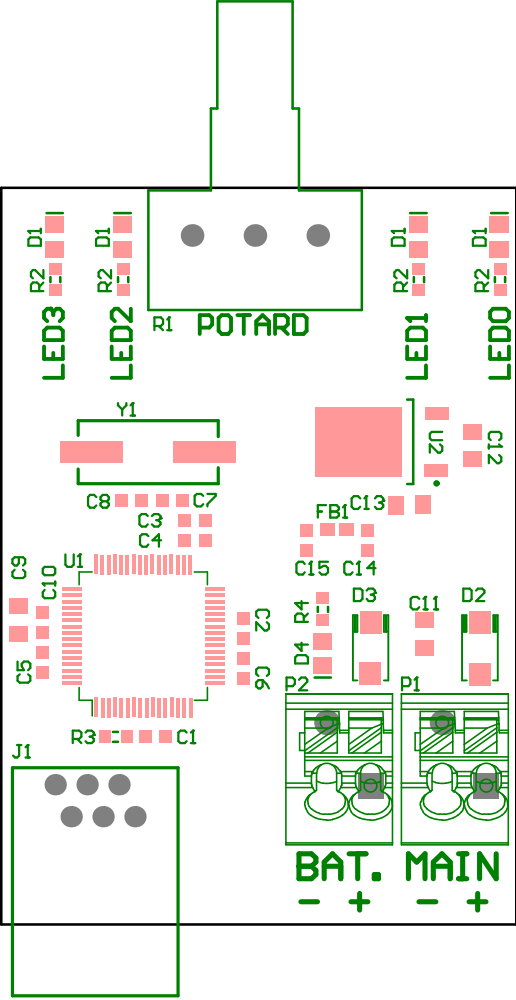 D1 D1 D1 D1
R2 R2 R2 R2
LED3 LED2 R1 POTARD LED1 LED0
Y1
U2 C12
C8 C7 C13
C3 FB1
C4
C9 U1 C15 C14
C10
D3 D2
C2 R4 C11
C5 C6 D4
P2 P1
J1 R3 C1
BAT. MAIN
- + - +